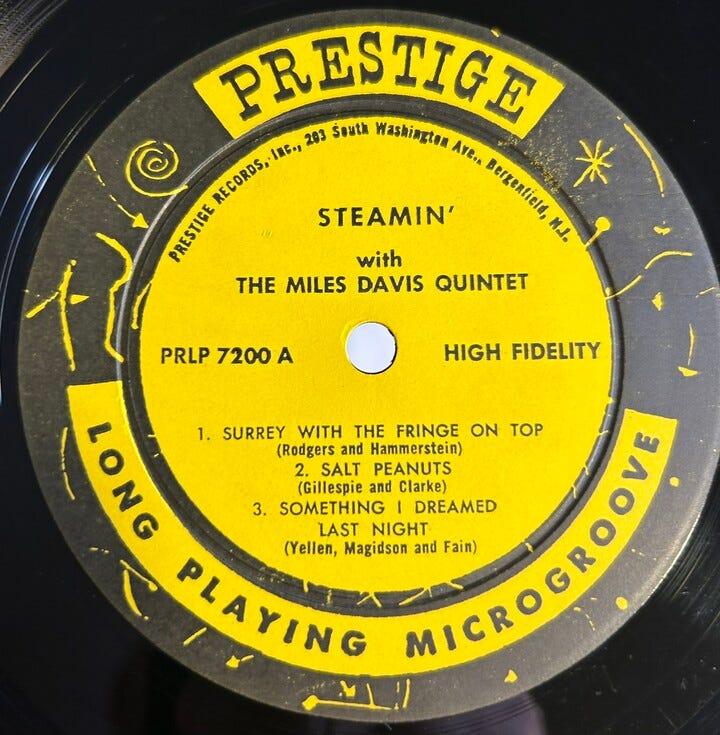 PRESTIGE
PRESTIGE RECORDS, Inc., 203 South Washington Ave., Bergenfield, N.J.
STEAMIN'
with
THE MILES DAVIS QUINTET
PRLP 7200 A
HIGH FIDELITY
1. SURREY WITH THE FRINGE ON TOP
(Rodgers and Hammerstein)
2. SALT PEANUTS
(Gillespie and Clarke)
3. SOMETHING I DREAMED
LAST NIGHT
(Yellen, Magidson and Fain)
LONG PLAYING MICROGROOVE